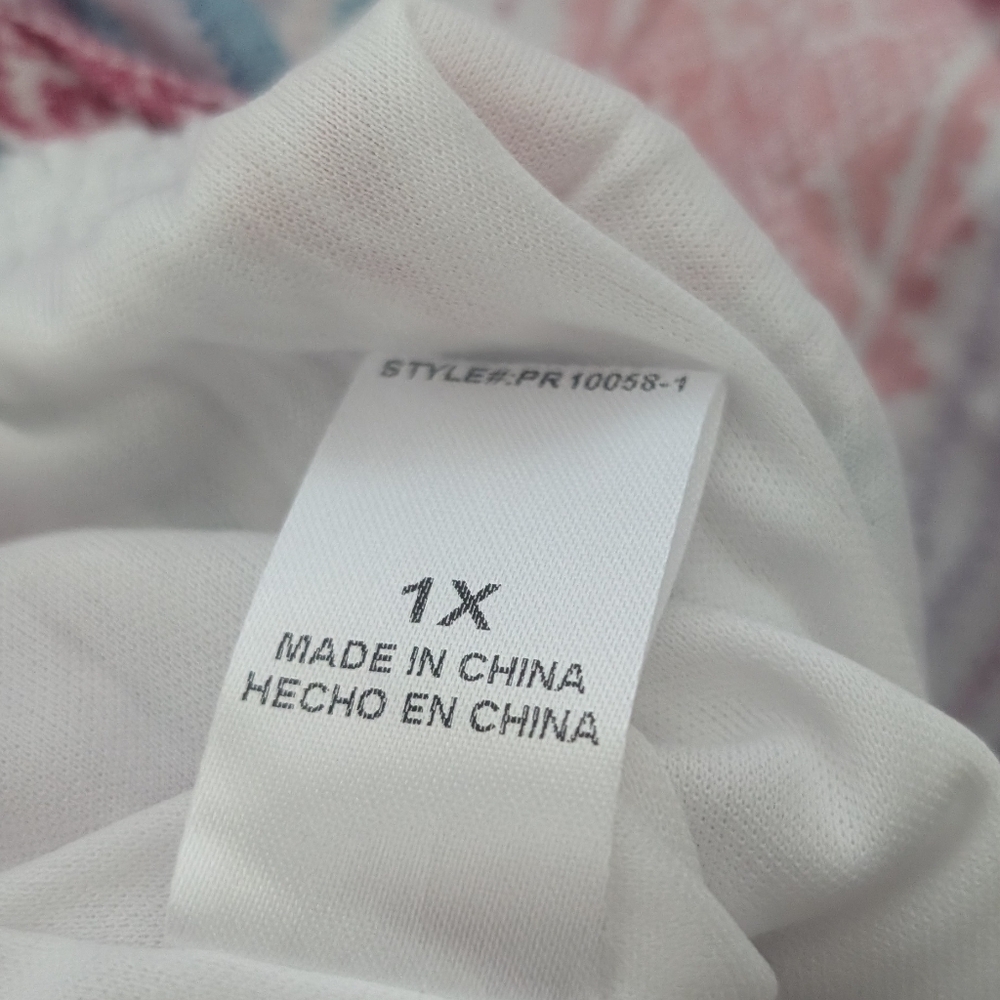 STYLE#:PR10058-1
1X
MADE IN CHINA
HECHO EN CHINA